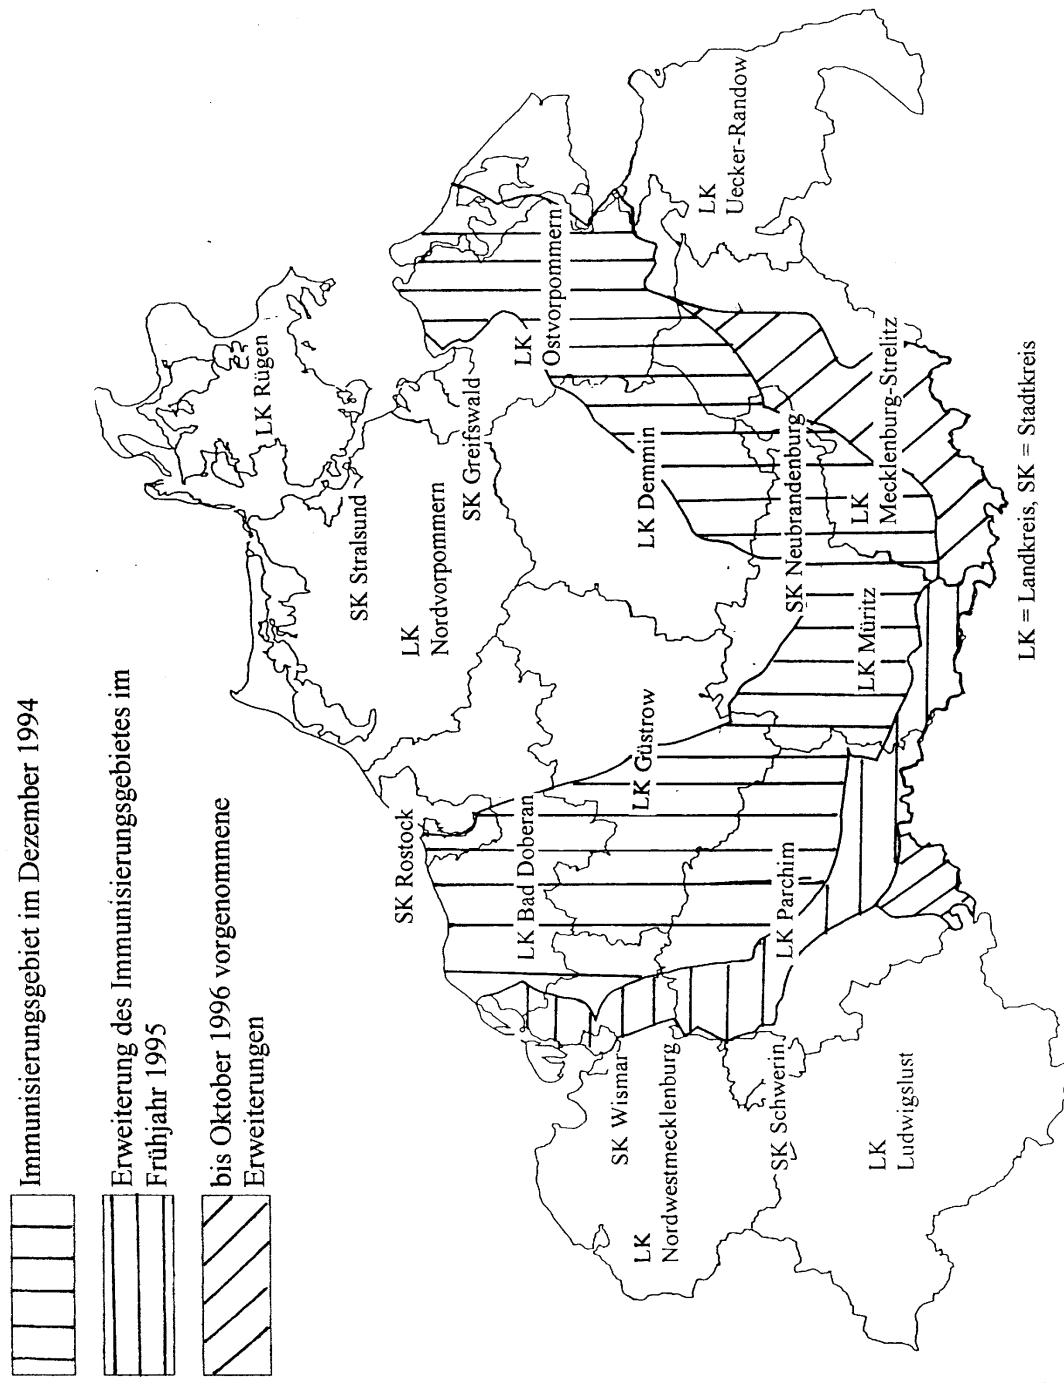 Immunisierungsgebiet im Dezember 1994
Erweiterung des Immunisierungsgebietes im
Frühjahr 1995
bis Oktober 1996 vorgenommene
Erweiterungen
LK Rügen
SK Stralsund
LK
Nordvorpommern
SK Greifswald
LK
Ostvorpommern
LK
Uecker-Randow
SK Rostock
LK Bad Doberan
LK Güstrow
LK Demmin
SK Neubrandenburg
LK
Mecklenburg-Strelitz
LK Müritz
LK Parchim
SK Wismar
LK
Nordwestmecklenburg
SK Schwerin
LK
Ludwigslust
LK = Landkreis, SK = Stadtkreis